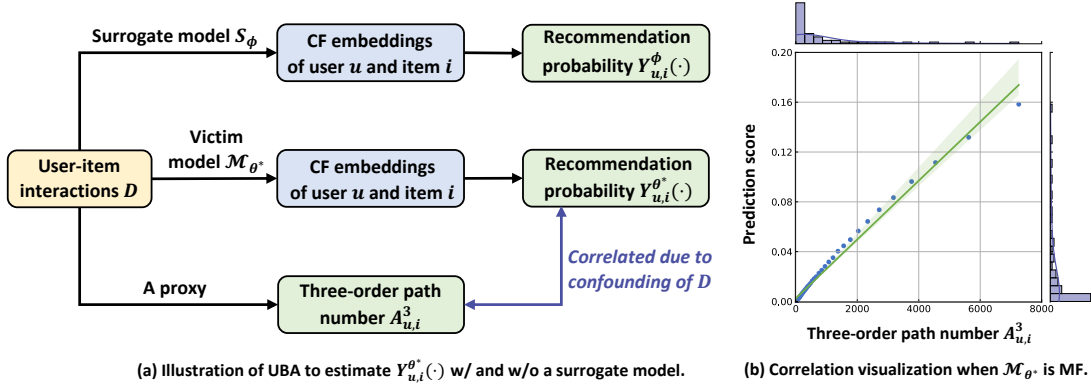 Surrogate model S_ϕ
CF embeddings
of user u and item i
Recommendation
probability Y^ϕ_{u,i}(·)
User-item
interactions D
Victim
model M_{θ*}
CF embeddings
of user u and item i
Recommendation
probability Y^{θ*}_{u,i}(·)
Correlated due to
confounding of D
A proxy
Three-order path
number A^3_{u,i}
(a) Illustration of UBA to estimate Y^{θ*}_{u,i}(·) w/ and w/o a surrogate model.
Prediction score
0.20
0.16
0.12
0.08
0.04
0.00
0
2000
4000
6000
8000
Three-order path number A^3_{u,i}
(b) Correlation visualization when M_{θ*} is MF.